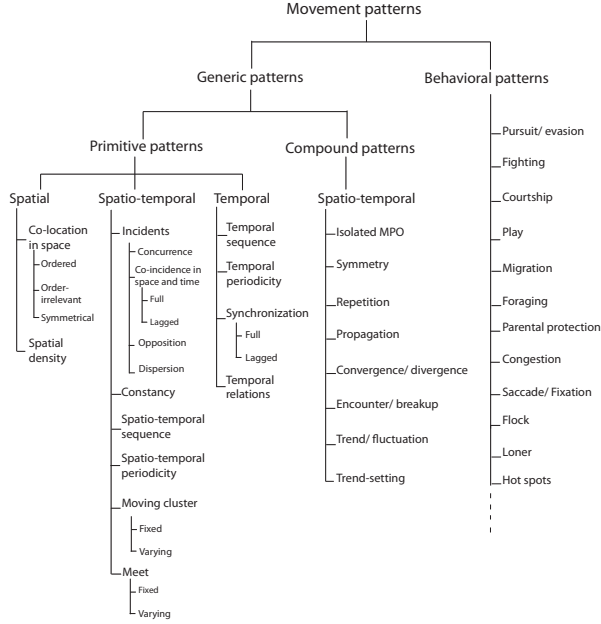 Movement patterns
Generic patterns
Behavioral patterns
Primitive patterns
Compound patterns
Spatial
Co-location
in space
Ordered
Order-
irrelevant
Symmetrical
Spatial
density
Spatio-temporal
Incidents
Concurrence
Co-incidence in
space and time
Full
Lagged
Opposition
Dispersion
Constancy
Spatio-temporal
sequence
Spatio-temporal
periodicity
Moving cluster
Fixed
Varying
Meet
Fixed
Varying
Temporal
Temporal
sequence
Temporal
periodicity
Synchronization
Full
Lagged
Temporal
relations
Spatio-temporal
Isolated MPO
Symmetry
Repetition
Propagation
Convergence/ divergence
Encounter/ breakup
Trend/ fluctuation
Trend-setting
Pursuit/ evasion
Fighting
Courtship
Play
Migration
Foraging
Parental protection
Congestion
Saccade/ Fixation
Flock
Loner
Hot spots